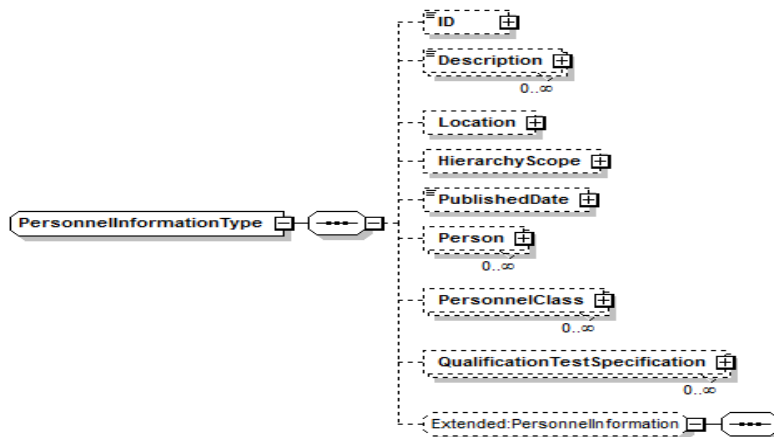 ID
Description
0..∞
Location
HierarchyScope
PublishedDate
PersonnelInformationType
Person
0..∞
PersonnelClass
0..∞
QualificationTestSpecification
0..∞
Extended:PersonnelInformation